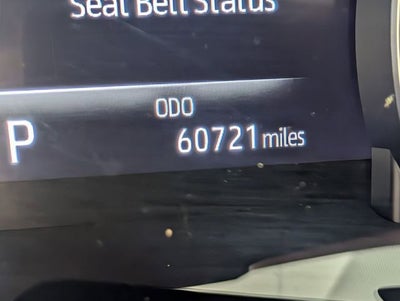 Seat Belt Status
ODO
P 60721 miles